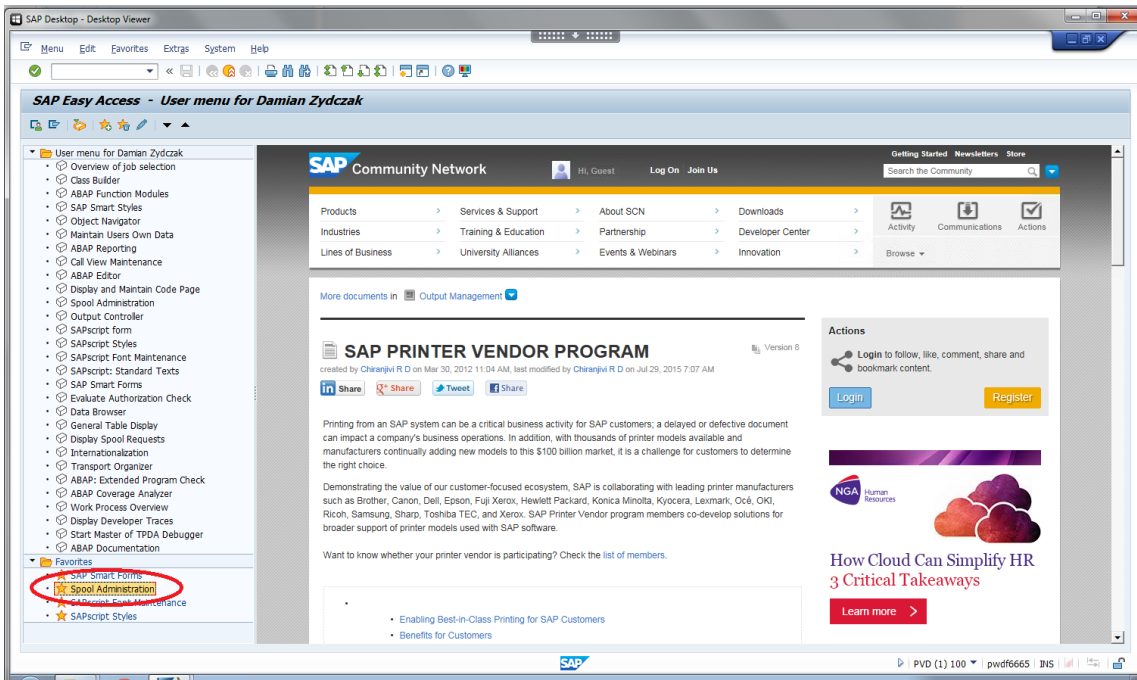 SAP Desktop - Desktop Viewer
Menu Edit Favorites Extras System Help
SAP Easy Access - User menu for Damian Zydczak
User menu for Damian Zydczak
Overview of job selection
Class Builder
ABAP Function Modules
SAP Smart Styles
Object Navigator
Maintain Users Own Data
ABAP Reporting
Call View Maintenance
ABAP Editor
Display and Maintain Code Page
Spool Administration
Output Controller
SAPscript form
SAPscript Styles
SAPscript Font Maintenance
SAPscript: Standard Texts
SAP Smart Forms
Evaluate Authorization Check
Data Browser
General Table Display
Display Spool Requests
Internationalization
Transport Organizer
ABAP: Extended Program Check
ABAP Coverage Analyzer
Work Process Overview
Display Developer Traces
Start Master of TPDA Debugger
ABAP Documentation
Favorites
SAP Smart Forms
Spool Administration
SAPscript Font Maintenance
SAPscript Styles
Getting Started Newsletters Store
SAP Community Network Hi, Guest Log On Join Us Search the Community
Products Services & Support About SCN Downloads
Industries Training & Education Partnership Developer Center
Lines of Business University Alliances Events & Webinars Innovation
Activity Communications Actions
Browse
More documents in Output Management
SAP PRINTER VENDOR PROGRAM Version 8
created by Chiranjivi R D on Mar 30, 2012 11:04 AM, last modified by Chiranjivi R D on Jul 29, 2015 7:07 AM
in Share g+ Share Tweet f Share
Printing from an SAP system can be a critical business activity for SAP customers; a delayed or defective document
can impact a company's business operations. In addition, with thousands of printer models available and
manufacturers continually adding new models to this $100 billion market, it is a challenge for customers to determine
the right choice.
Demonstrating the value of our customer-focused ecosystem, SAP is collaborating with leading printer manufacturers
such as Brother, Canon, Dell, Epson, Fuji Xerox, Hewlett Packard, Konica Minolta, Kyocera, Lexmark, Océ, OKI,
Ricoh, Samsung, Sharp, Toshiba TEC, and Xerox. SAP Printer Vendor program members co-develop solutions for
broader support of printer models used with SAP software.
Want to know whether your printer vendor is participating? Check the list of members.
Enabling Best-in-Class Printing for SAP Customers
Benefits for Customers
Actions
Login to follow, like, comment, share and
bookmark content.
Login Register
NGA Human
Resources
How Cloud Can Simplify HR
3 Critical Takeaways
Learn more
SAP
PVD (1) 100 pwdf6665 INS